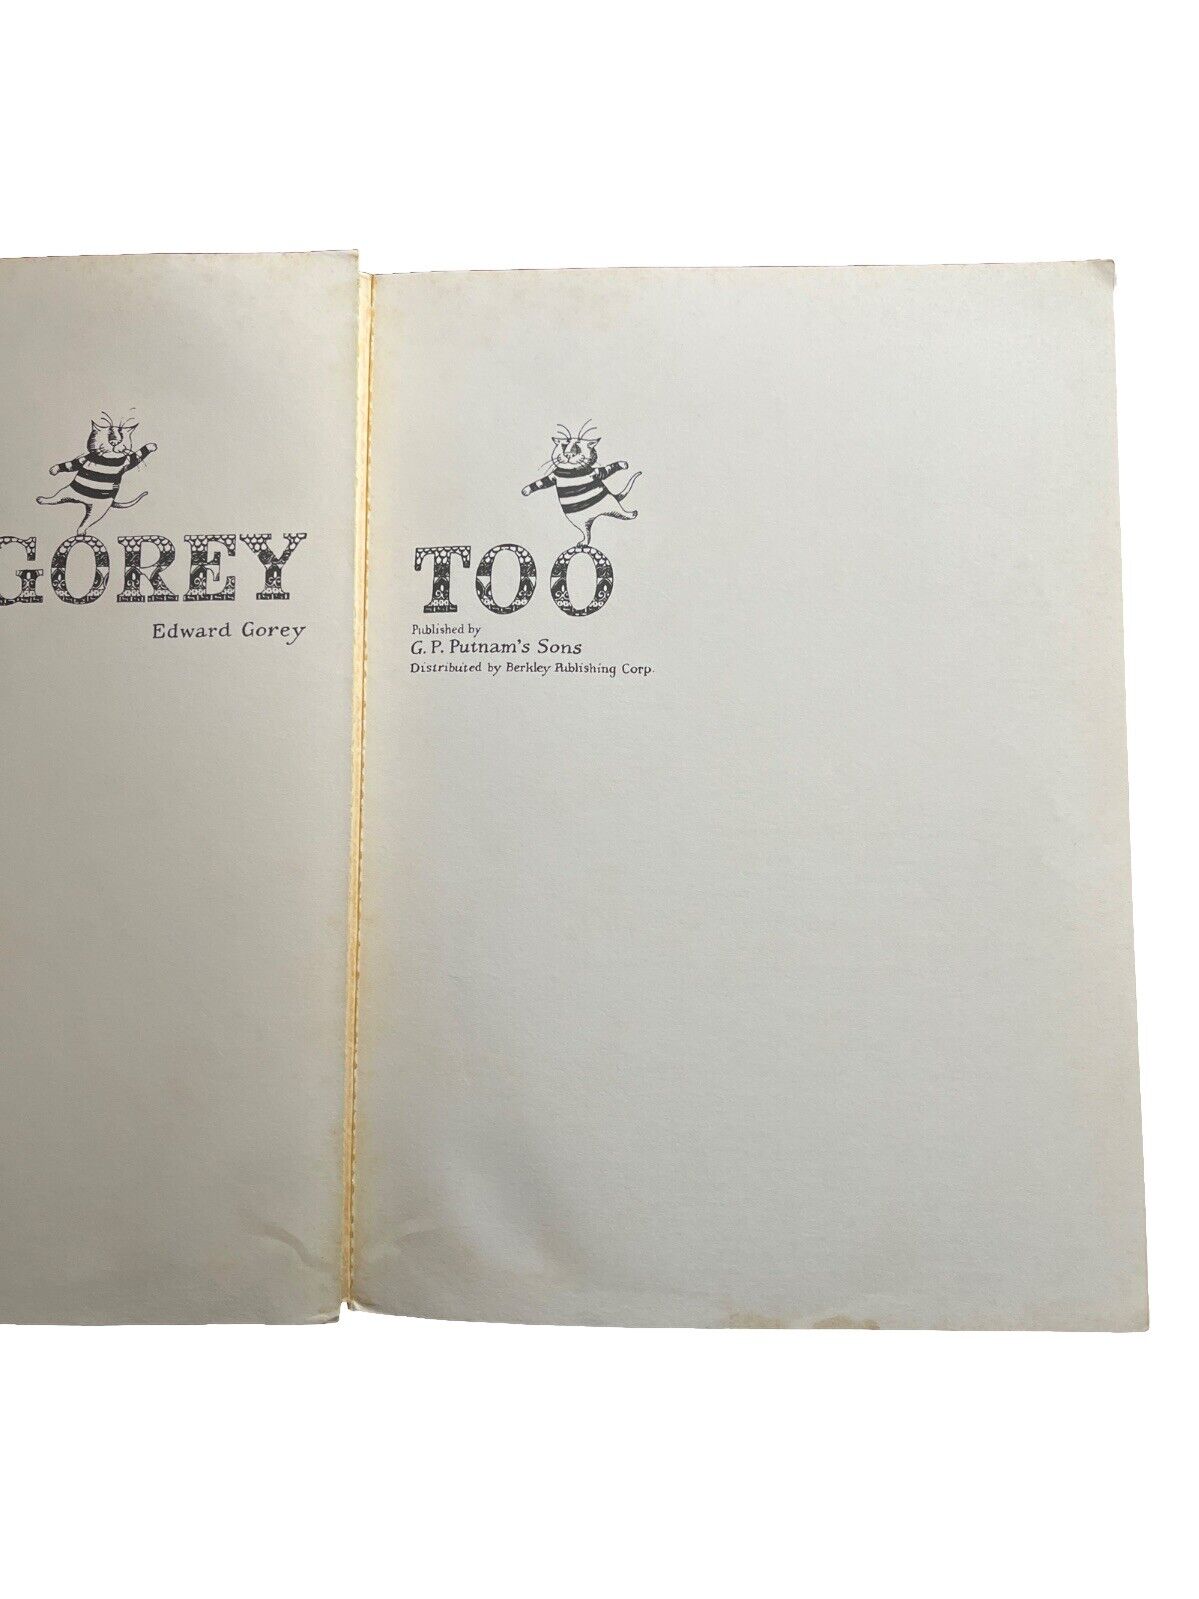 GOREY
Edward Gorey
TOO
Published by
G. P. Putnam's Sons
Distributed by Berkley Publishing Corp.